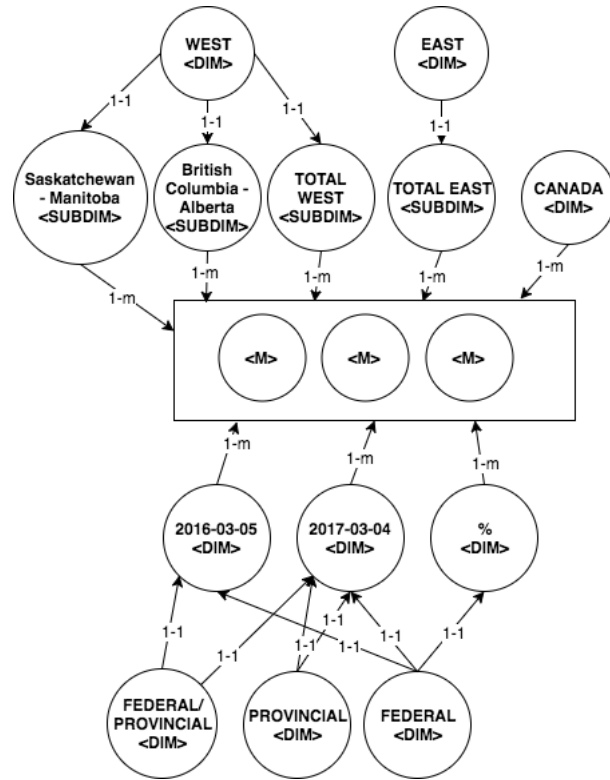 WEST
<DIM>
EAST
<DIM>
1-1
1-1
1-1
1-1
Saskatchewan
- Manitoba
<SUBDIM>
British
Columbia -
Alberta
<SUBDIM>
TOTAL
WEST
<SUBDIM>
TOTAL EAST
<SUBDIM>
CANADA
<DIM>
1-m
1-m
1-m
1-m
1-m
<M>
<M>
<M>
1-m
1-m
1-m
2016-03-05
<DIM>
2017-03-04
<DIM>
%
<DIM>
1-1
1-1
1-1
1-1
1-1
1-1
1-1
FEDERAL/
PROVINCIAL
<DIM>
PROVINCIAL
<DIM>
FEDERAL
<DIM>